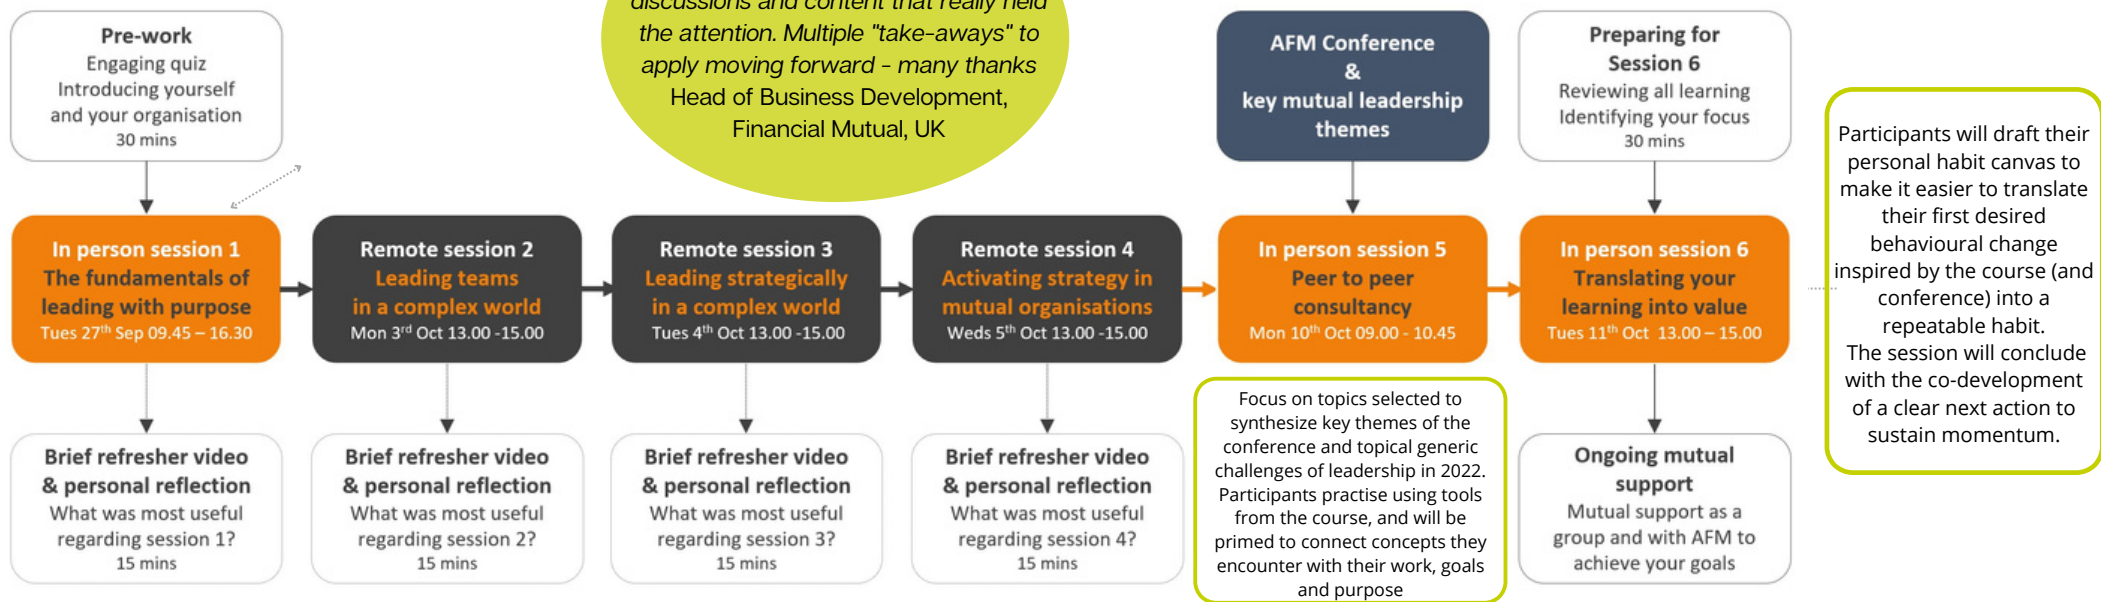 Pre-work
Engaging quiz
Introducing yourself
and your organisation
30 mins
discussions and content that really held
the attention. Multiple "take-aways" to
apply moving forward - many thanks
Head of Business Development,
Financial Mutual, UK
AFM Conference
&
key mutual leadership
themes
Preparing for
Session 6
Reviewing all learning
Identifying your focus
30 mins
In person session 1
The fundamentals of
leading with purpose
Tues 27th Sep 09.45 – 16.30
Remote session 2
Leading teams
in a complex world
Mon 3rd Oct 13.00 -15.00
Remote session 3
Leading strategically
in a complex world
Tues 4th Oct 13.00 -15.00
Remote session 4
Activating strategy in
mutual organisations
Weds 5th Oct 13.00 -15.00
In person session 5
Peer to peer
consultancy
Mon 10th Oct 09.00 - 10.45
In person session 6
Translating your
learning into value
Tues 11th Oct 13.00 – 15.00
Participants will draft their
personal habit canvas to
make it easier to translate
their first desired
behavioural change
inspired by the course (and
conference) into a
repeatable habit.
The session will conclude
with the co-development
of a clear next action to
sustain momentum.
Brief refresher video
& personal reflection
What was most useful
regarding session 1?
15 mins
Brief refresher video
& personal reflection
What was most useful
regarding session 2?
15 mins
Brief refresher video
& personal reflection
What was most useful
regarding session 3?
15 mins
Brief refresher video
& personal reflection
What was most useful
regarding session 4?
15 mins
Focus on topics selected to
synthesize key themes of the
conference and topical generic
challenges of leadership in 2022.
Participants practise using tools
from the course, and will be
primed to connect concepts they
encounter with their work, goals
and purpose
Ongoing mutual
support
Mutual support as a
group and with AFM to
achieve your goals